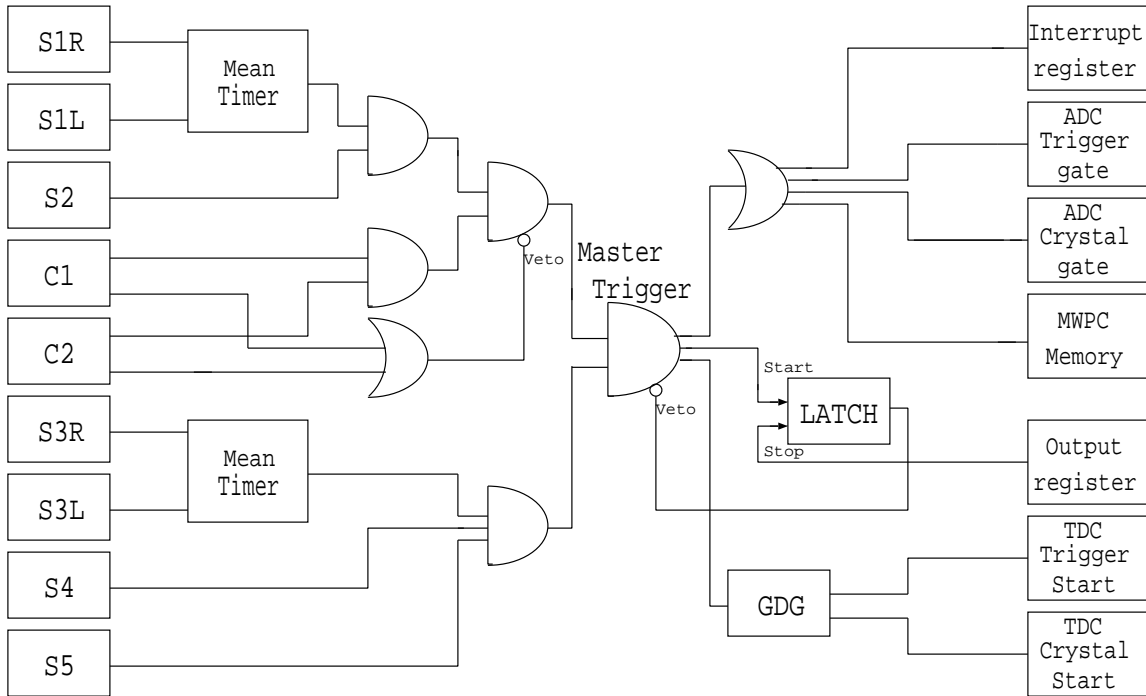 S1R
S1L
S2
C1
C2
S3R
S3L
S4
S5
Mean
Timer
Mean
Timer
Veto
Master
Trigger
Veto
Start
LATCH
Stop
GDG
Interrupt
register
ADC
Trigger
gate
ADC
Crystal
gate
MWPC
Memory
Output
register
TDC
Trigger
Start
TDC
Crystal
Start